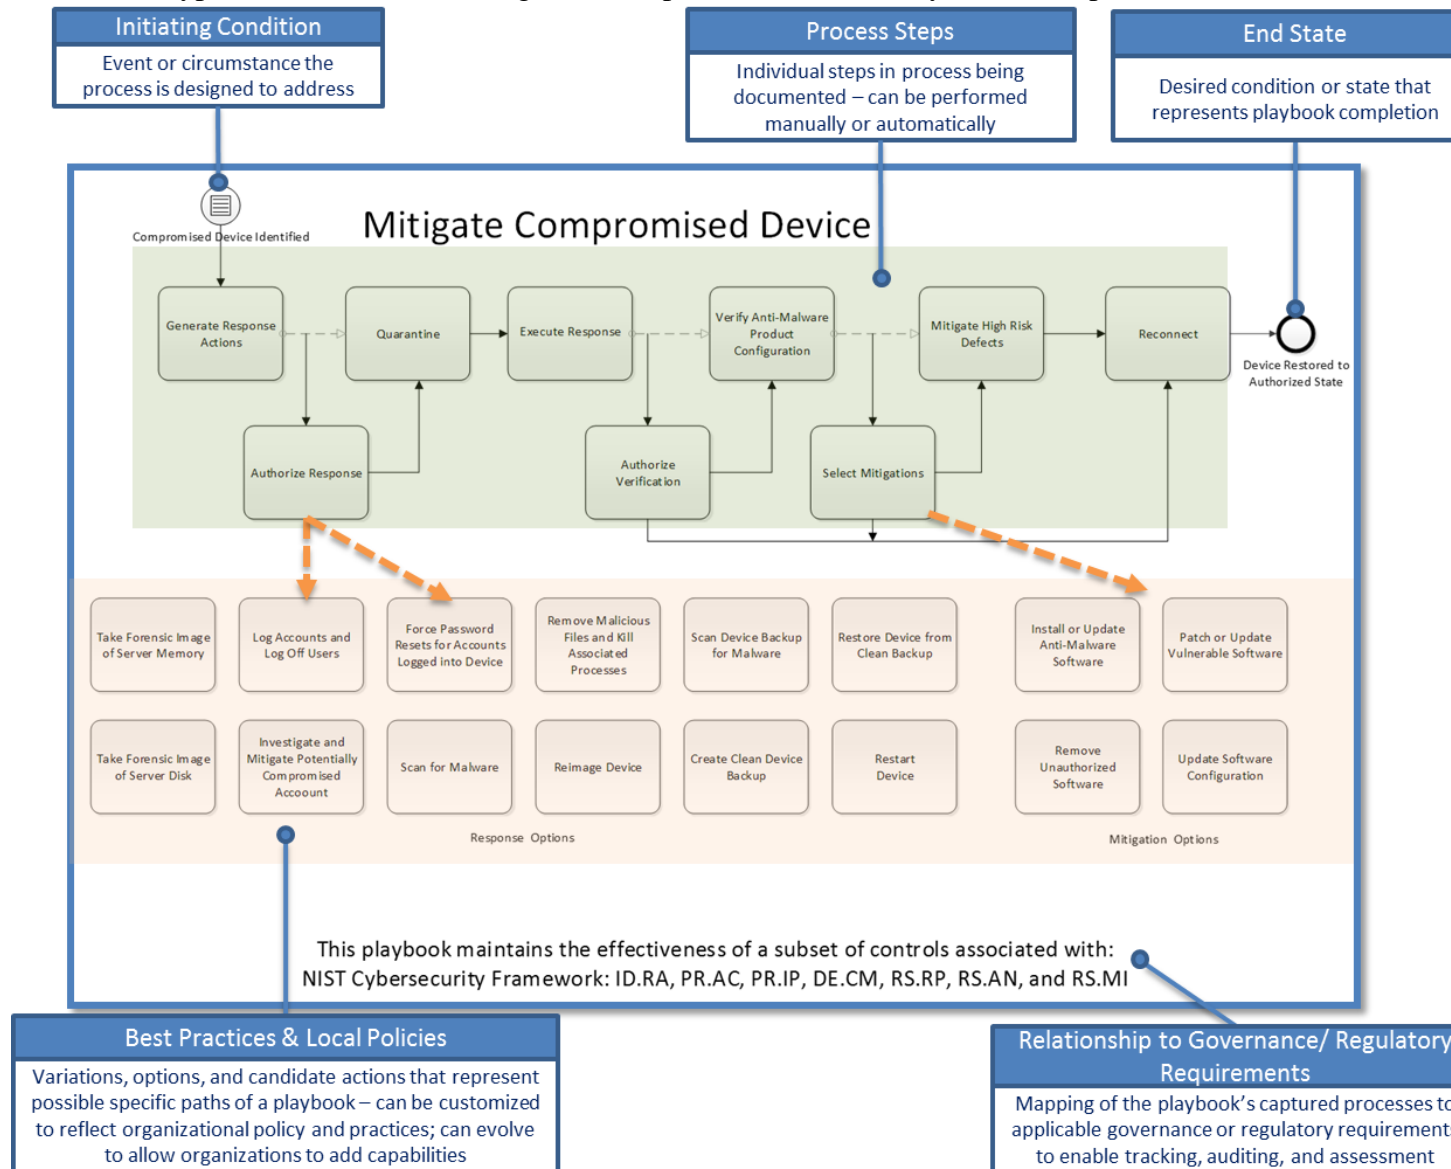 Initiating Condition
Event or circumstance the
process is designed to address
Process Steps
Individual steps in process being
documented – can be performed
manually or automatically
End State
Desired condition or state that
represents playbook completion
Compromised Device Identified
Mitigate Compromised Device
Generate Response
Actions
Quarantine
Execute Response
Verify Anti-Malware
Product
Configuration
Mitigate High Risk
Defects
Reconnect
Device Restored to
Authorized State
Authorize Response
Authorize
Verification
Select Mitigations
Take Forensic Image
of Server Memory
Log Accounts and
Log Off Users
Force Password
Resets for Accounts
Logged into Device
Remove Malicious
Files and Kill
Associated
Processes
Scan Device Backup
for Malware
Restore Device from
Clean Backup
Install or Update
Anti-Malware
Software
Patch or Update
Vulnerable Software
Take Forensic Image
of Server Disk
Investigate and
Mitigate Potentially
Compromised
Accoount
Scan for Malware
Reimage Device
Create Clean Device
Backup
Restart
Device
Remove
Unauthorized
Software
Update Software
Configuration
Response Options
Mitigation Options
This playbook maintains the effectiveness of a subset of controls associated with:
NIST Cybersecurity Framework: ID.RA, PR.AC, PR.IP, DE.CM, RS.RP, RS.AN, and RS.MI
Best Practices & Local Policies
Variations, options, and candidate actions that represent
possible specific paths of a playbook – can be customized
to reflect organizational policy and practices; can evolve
to allow organizations to add capabilities
Relationship to Governance/ Regulatory
Requirements
Mapping of the playbook's captured processes to
applicable governance or regulatory requirements
to enable tracking, auditing, and assessment